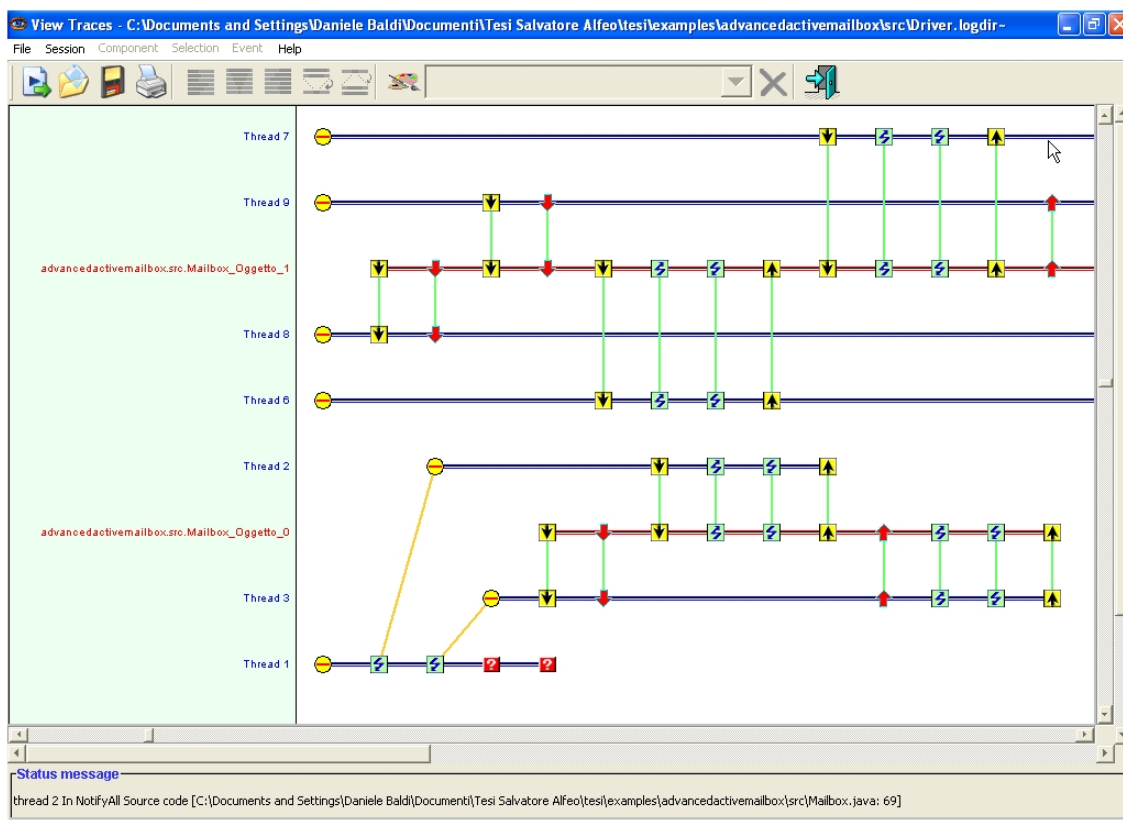 View Traces - C:\Documents and Settings\Daniele Baldi\Documenti\Tesi Salvatore Alfeo\tesi\examples\advancedactivemailbox\src\Driver.logdir~
File Session Component Selection Event Help
Thread 7
Thread 9
advancedactivemailbox.src.Mailbox_Oggetto_1
Thread 8
Thread 6
Thread 2
advancedactivemailbox.src.Mailbox_Oggetto_0
Thread 3
Thread 1
? ?
Status message
thread 2 In NotifyAll Source code [C:\Documents and Settings\Daniele Baldi\Documenti\Tesi Salvatore Alfeo\tesi\examples\advancedactivemailbox\src\Mailbox.java: 69]